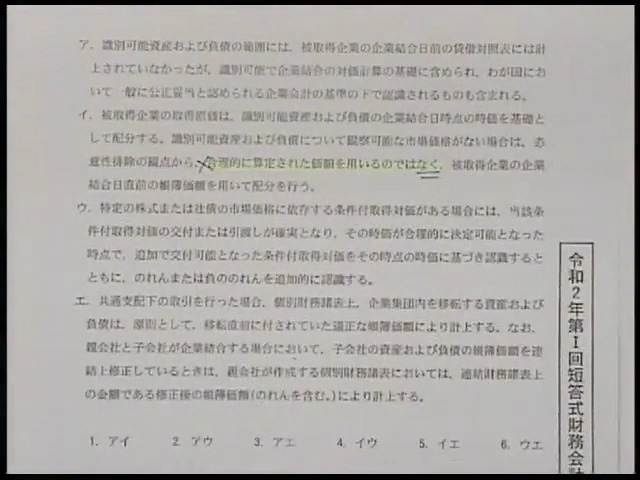 ア．識別可能資産および負債の範囲には、被取得企業の企業結合日前の貸借対照表には計
上されていなかったが、識別可能で企業結合の対価計算の基礎に含められ、わが国にお
いて一般に公正妥当と認められる企業会計の基準の下で認識されるものも含まれる。
イ．被取得企業の取得原価は、識別可能資産および負債の企業結合日時点の時価を基礎と
して配分する。識別可能資産および負債について観察可能な市場価格がない場合は、恣
意性排除の観点から、合理的に算定された価額を用いるのではなく、被取得企業の企業
結合日直前の帳簿価額を用いて配分を行う。
ウ．特定の株式または社債の市場価格に依存する条件付取得対価がある場合には、当該条
件付取得対価の交付または引渡しが確実となり、その時価が合理的に決定可能となった
時点で、追加で交付可能となった条件付取得対価をその時点の時価に基づき認識すると
ともに、のれんまたは負ののれんを追加的に認識する。
エ．共通支配下の取引を行った場合、個別財務諸表上、企業集団内を移転する資産および
負債は、原則として、移転直前に付されていた適正な帳簿価額により計上する。なお、
親会社と子会社が企業結合する場合において、子会社の資産および負債の帳簿価額を連
結上修正しているときは、親会社が作成する個別財務諸表においては、連結財務諸表上
の金額である修正後の帳簿価額(のれんを含む。)により計上する。
1．アイ 2．アウ 3．アエ 4．イウ 5．イエ 6．ウエ
令和2年第Ⅰ回短答式財務会計